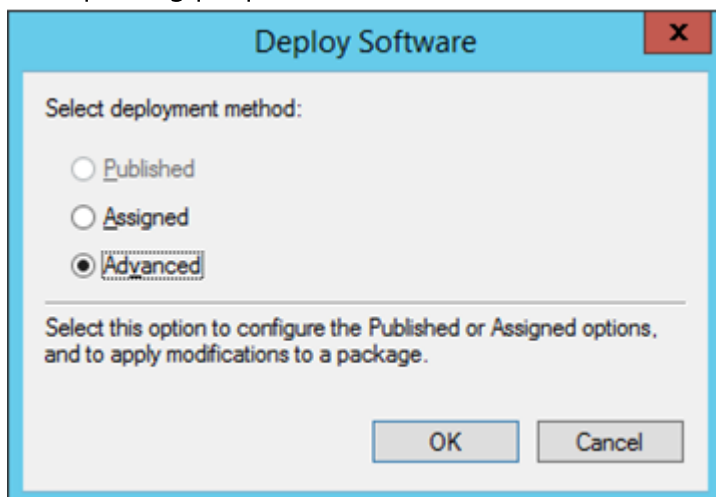 Deploy Software
x
Select deployment method:
Published
Assigned
Advanced
Select this option to configure the Published or Assigned options,
and to apply modifications to a package.
OK Cancel